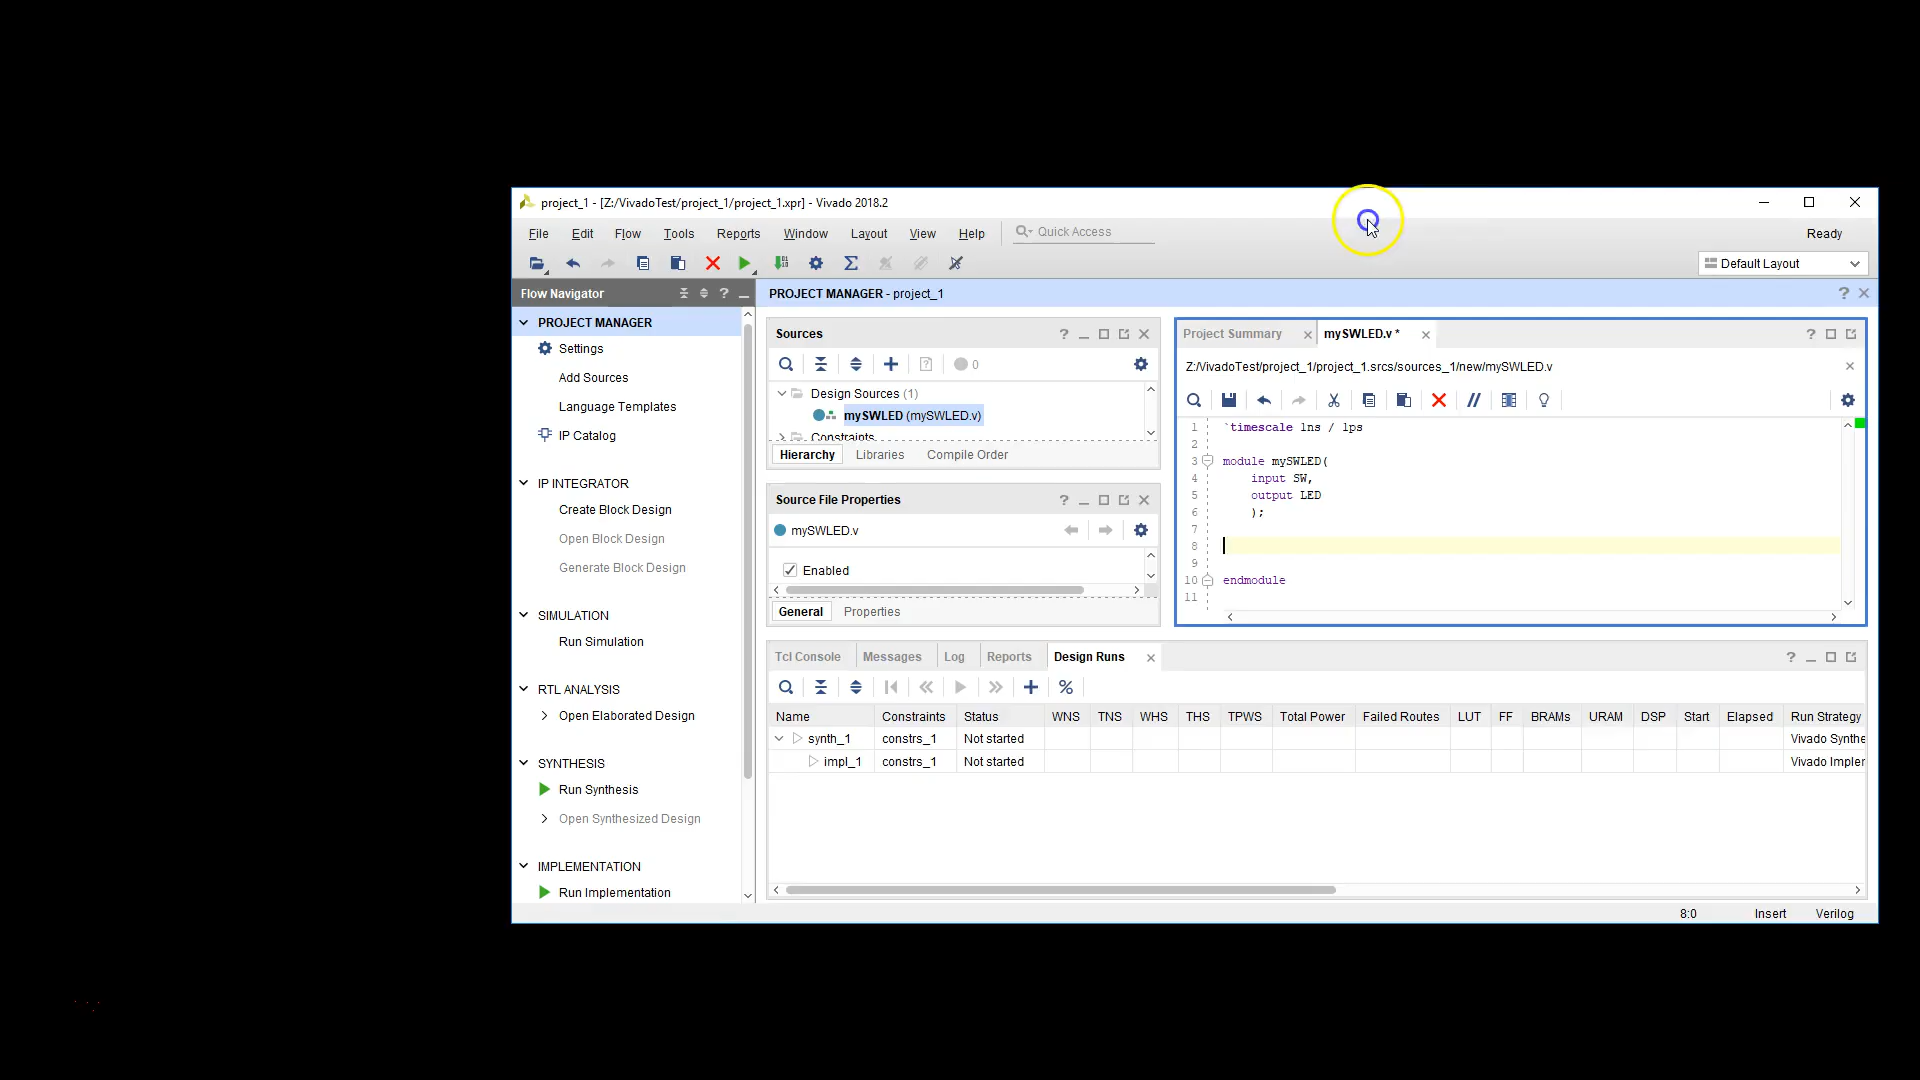 project_1 - [Z:/VivadoTest/project_1/project_1.xpr] - Vivado 2018.2
File Edit Flow Tools Reports Window Layout View Help Quick Access Ready
Default Layout
Flow Navigator
PROJECT MANAGER
Settings
Add Sources
Language Templates
IP Catalog
IP INTEGRATOR
Create Block Design
Open Block Design
Generate Block Design
SIMULATION
Run Simulation
RTL ANALYSIS
Open Elaborated Design
SYNTHESIS
Run Synthesis
Open Synthesized Design
IMPLEMENTATION
Run Implementation
PROJECT MANAGER - project_1
Sources
0
Design Sources (1)
mySWLED (mySWLED.v)
Constraints
Hierarchy Libraries Compile Order
Source File Properties
mySWLED.v
Enabled
General Properties
Project Summary mySWLED.v *
Z:/VivadoTest/project_1/project_1.srcs/sources_1/new/mySWLED.v
1 `timescale 1ns / 1ps
2
3 module mySWLED(
4 input SW,
5 output LED
6 );
7
8
9
10 endmodule
11
Tcl Console Messages Log Reports Design Runs
Name Constraints Status WNS TNS WHS THS TPWS Total Power Failed Routes LUT FF BRAMs URAM DSP Start Elapsed Run Strategy
synth_1 constrs_1 Not started Vivado Synthe
impl_1 constrs_1 Not started Vivado Impler
8:0 Insert Verilog